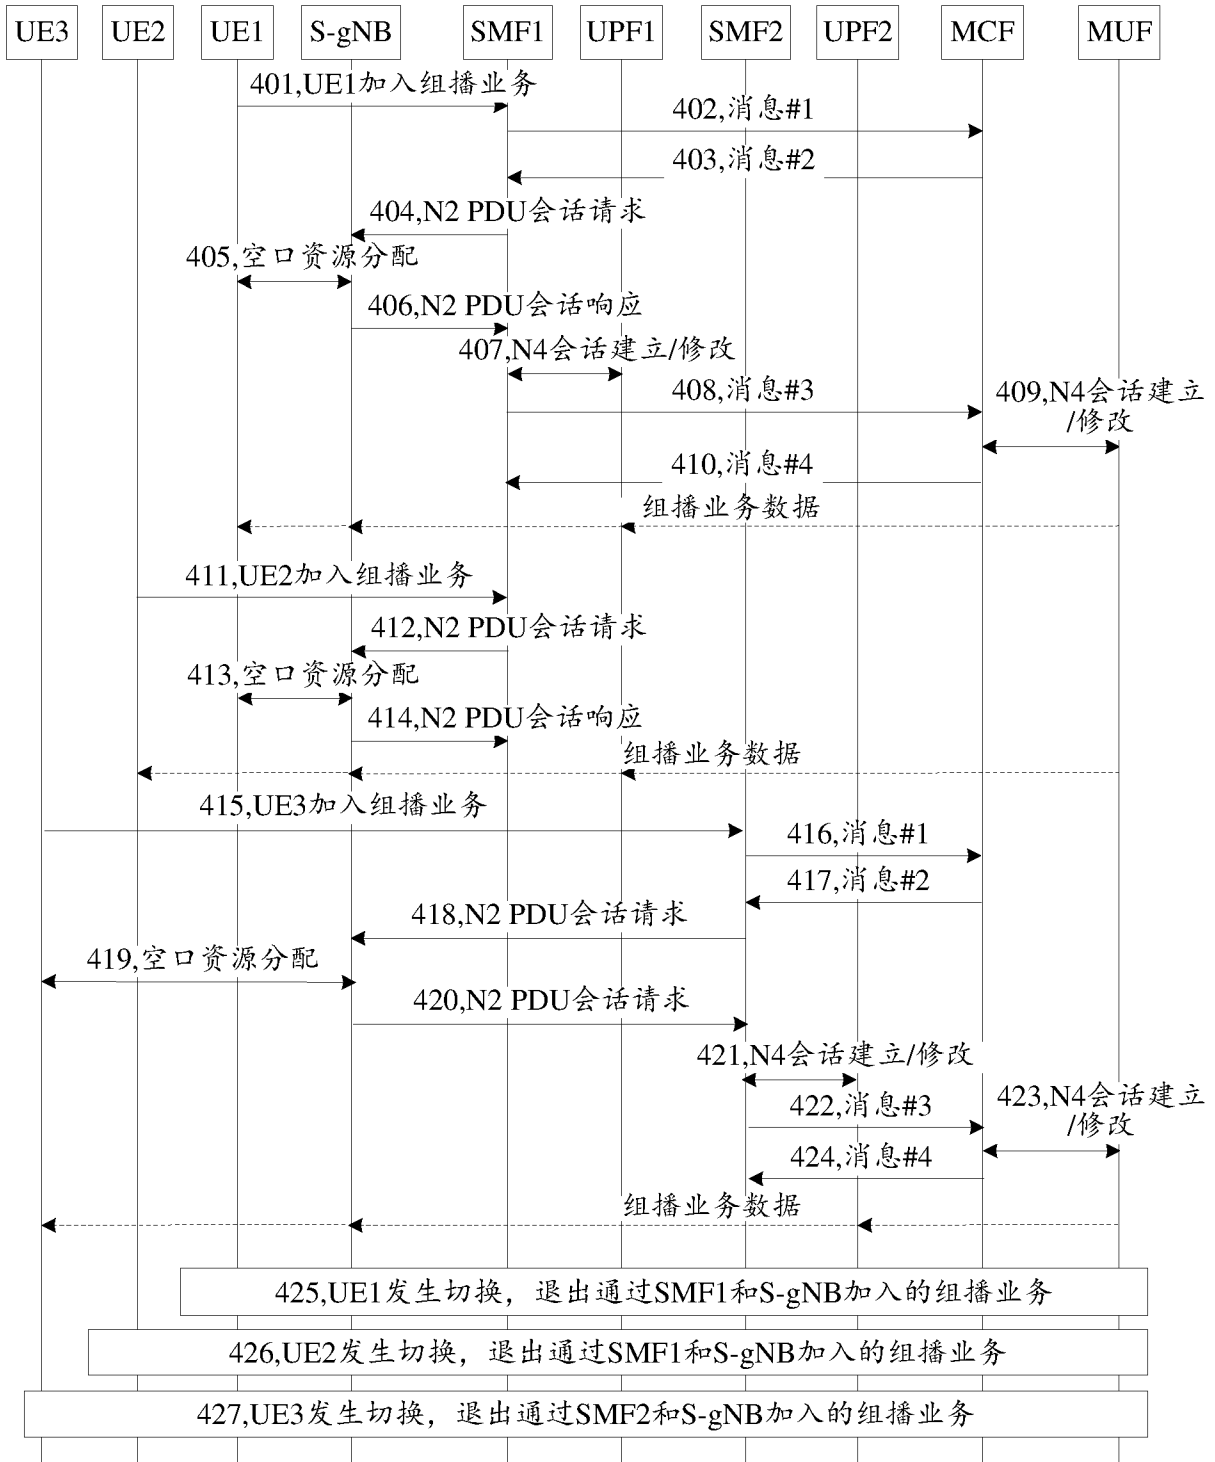 UE3 UE2 UE1 S-gNB SMF1 UPF1 SMF2 UPF2 MCF MUF
401,UE1加入组播业务
402,消息#1
403,消息#2
404,N2 PDU会话请求
405,空口资源分配
406,N2 PDU会话响应
407,N4会话建立/修改
408,消息#3
409,N4会话建立
/修改
410,消息#4
组播业务数据
411,UE2加入组播业务
412,N2 PDU会话请求
413,空口资源分配
414,N2 PDU会话响应
组播业务数据
415,UE3加入组播业务
416,消息#1
417,消息#2
418,N2 PDU会话请求
419,空口资源分配
420,N2 PDU会话请求
421,N4会话建立/修改
422,消息#3
423,N4会话建立
/修改
424,消息#4
组播业务数据
425,UE1发生切换，退出通过SMF1和S-gNB加入的组播业务
426,UE2发生切换，退出通过SMF1和S-gNB加入的组播业务
427,UE3发生切换，退出通过SMF2和S-gNB加入的组播业务